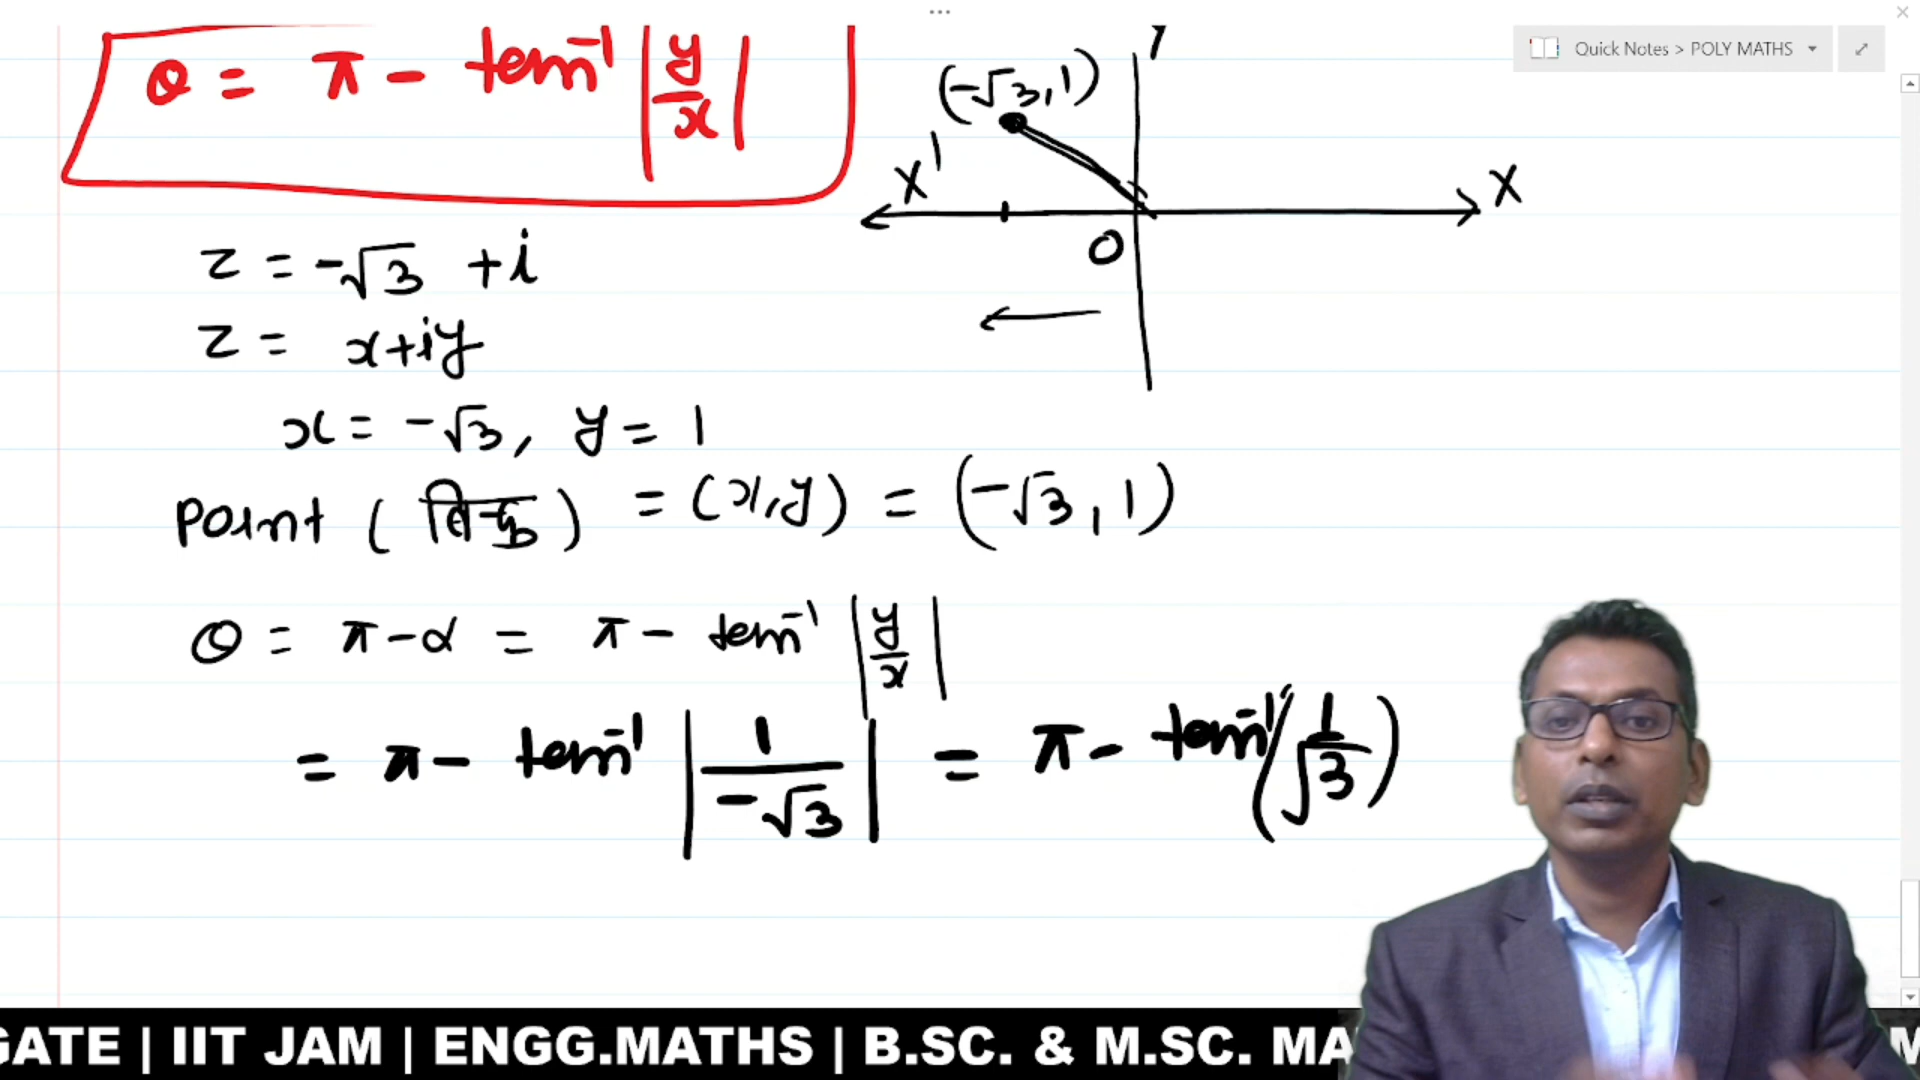 Quick Notes > POLY MATHS
θ = π - tan⁻¹ |y/x|
Y
(-√3, 1)
X'
X
O
z = -√3 + i
z = x+iy
x = -√3, y = 1
Point ( बिन्दु ) = (x,y) = (-√3, 1)
θ = π-α = π - tan⁻¹ |y/x|
= π - tan⁻¹ |1/-√3| = π - tan⁻¹(1/√3)
GATE | IIT JAM | ENGG.MATHS | B.SC. & M.SC. MA